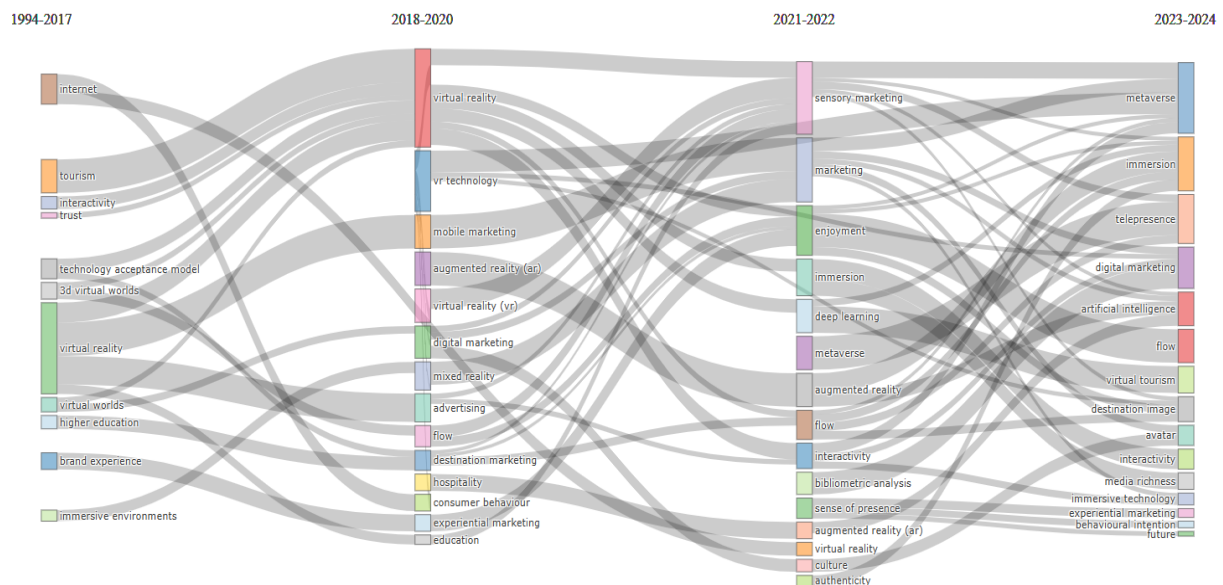 1994-2017
2018-2020
2021-2022
2023-2024
internet
tourism
interactivity
trust
technology acceptance model
3d virtual worlds
virtual reality
virtual worlds
higher education
brand experience
immersive environments
virtual reality
vr technology
mobile marketing
augmented reality (ar)
virtual reality (vr)
digital marketing
mixed reality
advertising
flow
destination marketing
hospitality
consumer behaviour
experiential marketing
education
sensory marketing
marketing
enjoyment
immersion
deep learning
metaverse
augmented reality
flow
interactivity
bibliometric analysis
sense of presence
augmented reality (ar)
virtual reality
culture
authenticity
metaverse
immersion
telepresence
digital marketing
artificial intelligence
flow
virtual tourism
destination image
avatar
interactivity
media richness
immersive technology
experiential marketing
behavioural intention
future